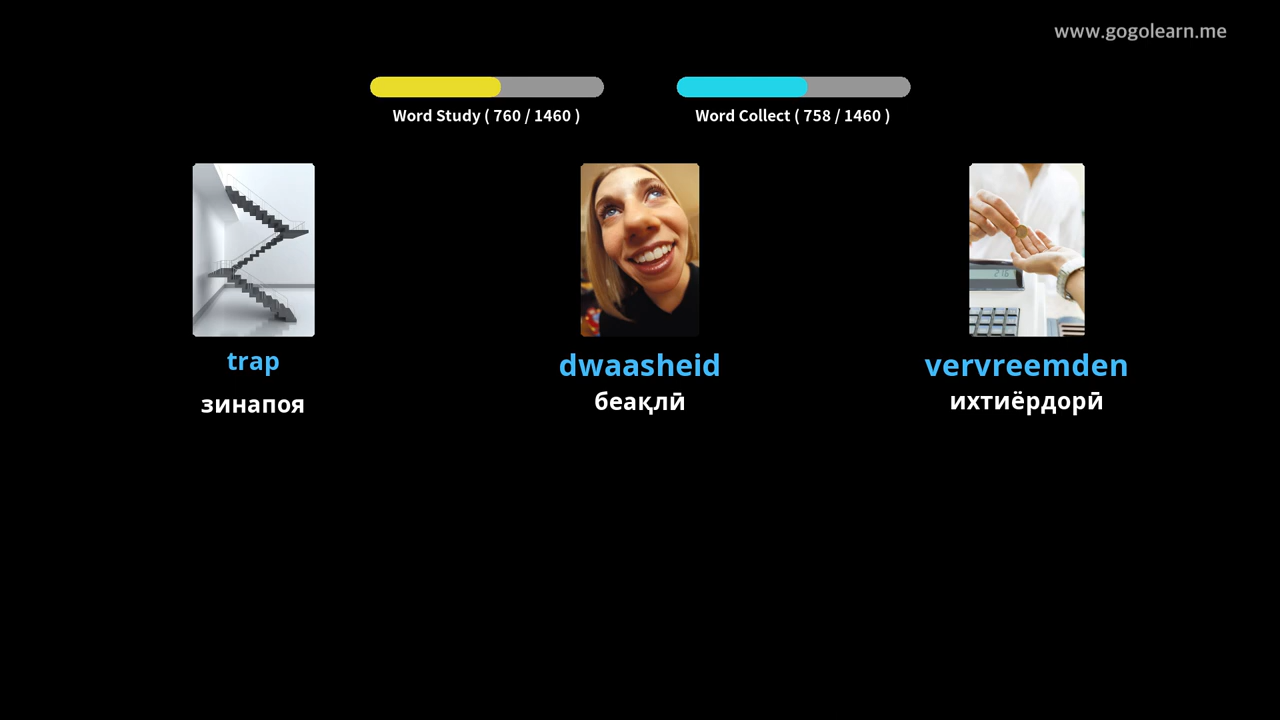 www.gogolearn.me
Word Study ( 760 / 1460 )
Word Collect ( 758 / 1460 )
trap
dwaasheid
vervreemden
зинапоя
беақлӣ
ихтиёрдорӣ